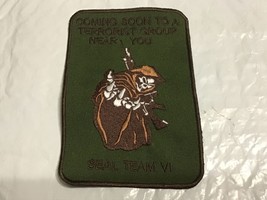 COMING SOON TO A
TERRORIST GROUP
NEAR YOU
SEAL TEAM VI